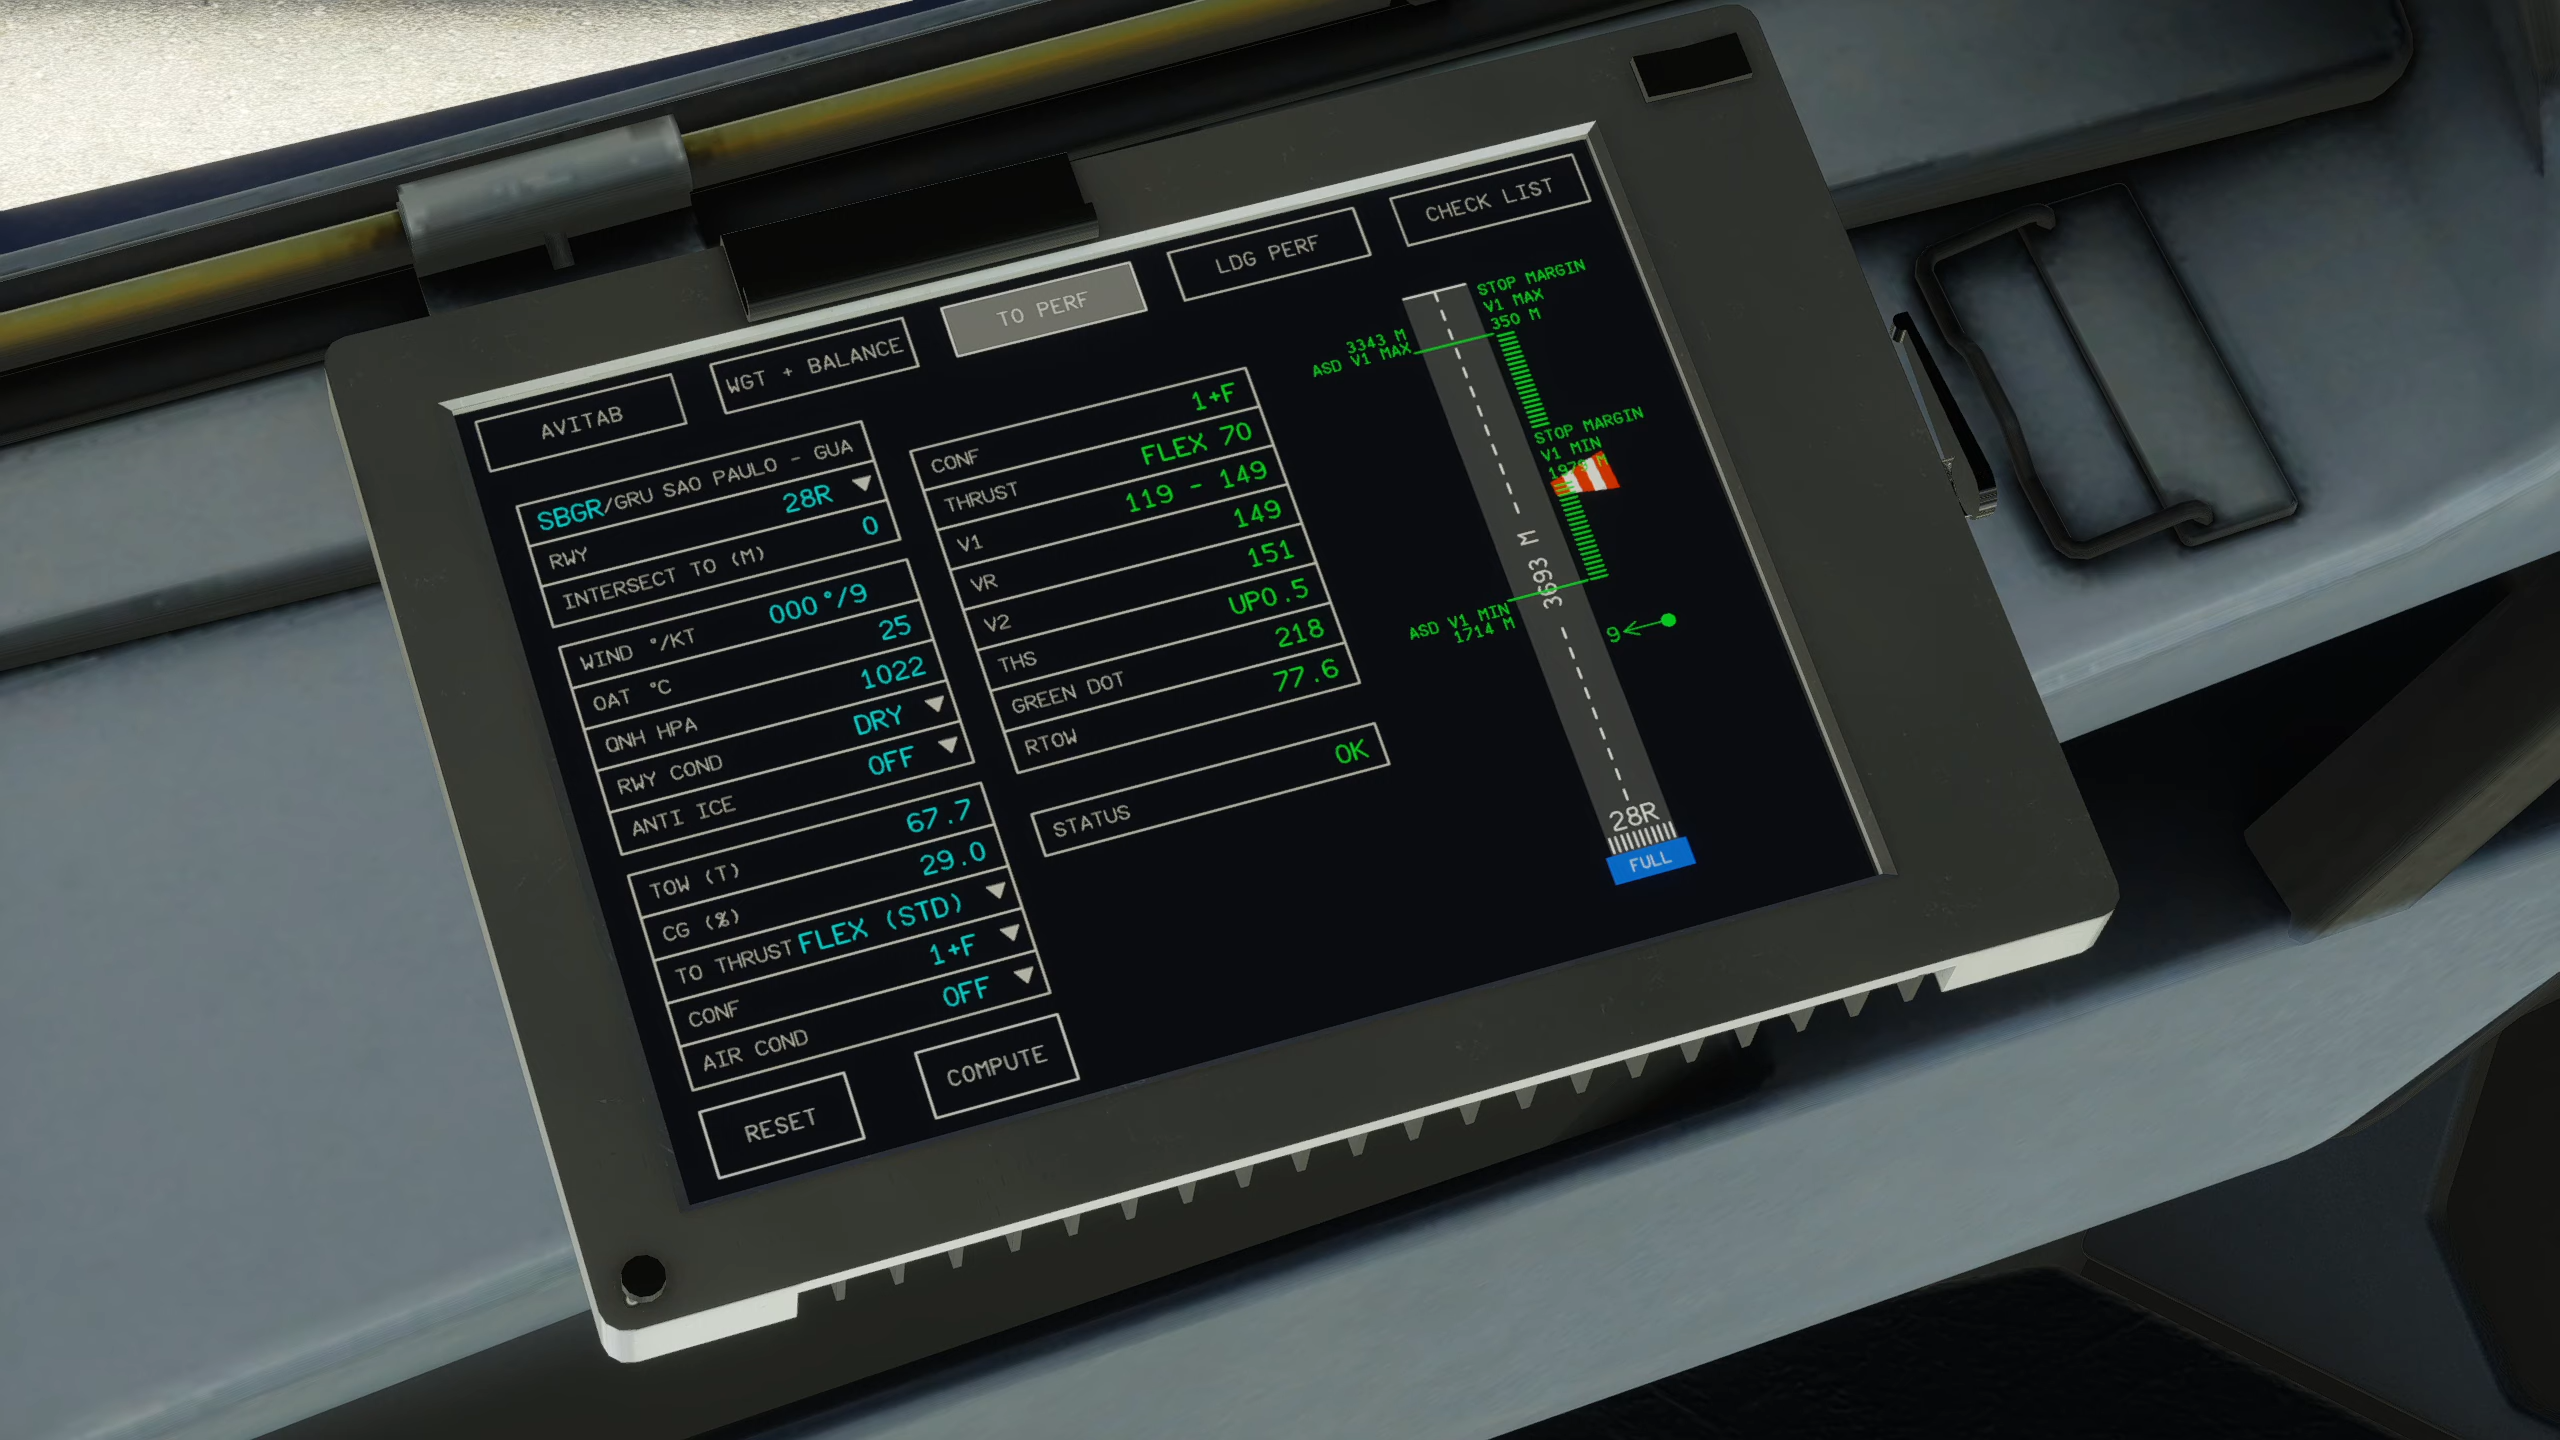 AVITAB
WGT + BALANCE
TO PERF
LDG PERF
CHECK LIST
SBGR/GRU SAO PAULO - GUA
RWY 28R
INTERSECT TO (M) 0
WIND °/KT 000°/9
OAT °C 25
QNH HPA 1022
RWY COND DRY
ANTI ICE OFF
TOW (T) 67.7
CG (%) 29.0
TO THRUST FLEX (STD)
CONF 1+F
AIR COND OFF
RESET
COMPUTE
CONF 1+F
THRUST FLEX 70
V1 119 - 149
VR 149
V2 151
THS UP0.5
GREEN DOT 218
RTOW 77.6
STATUS OK
STOP MARGIN
V1 MAX
350 M
3343 M
ASD V1 MAX
STOP MARGIN
V1 MIN
3693 M
ASD V1 MIN
1714 M
9
28R
FULL